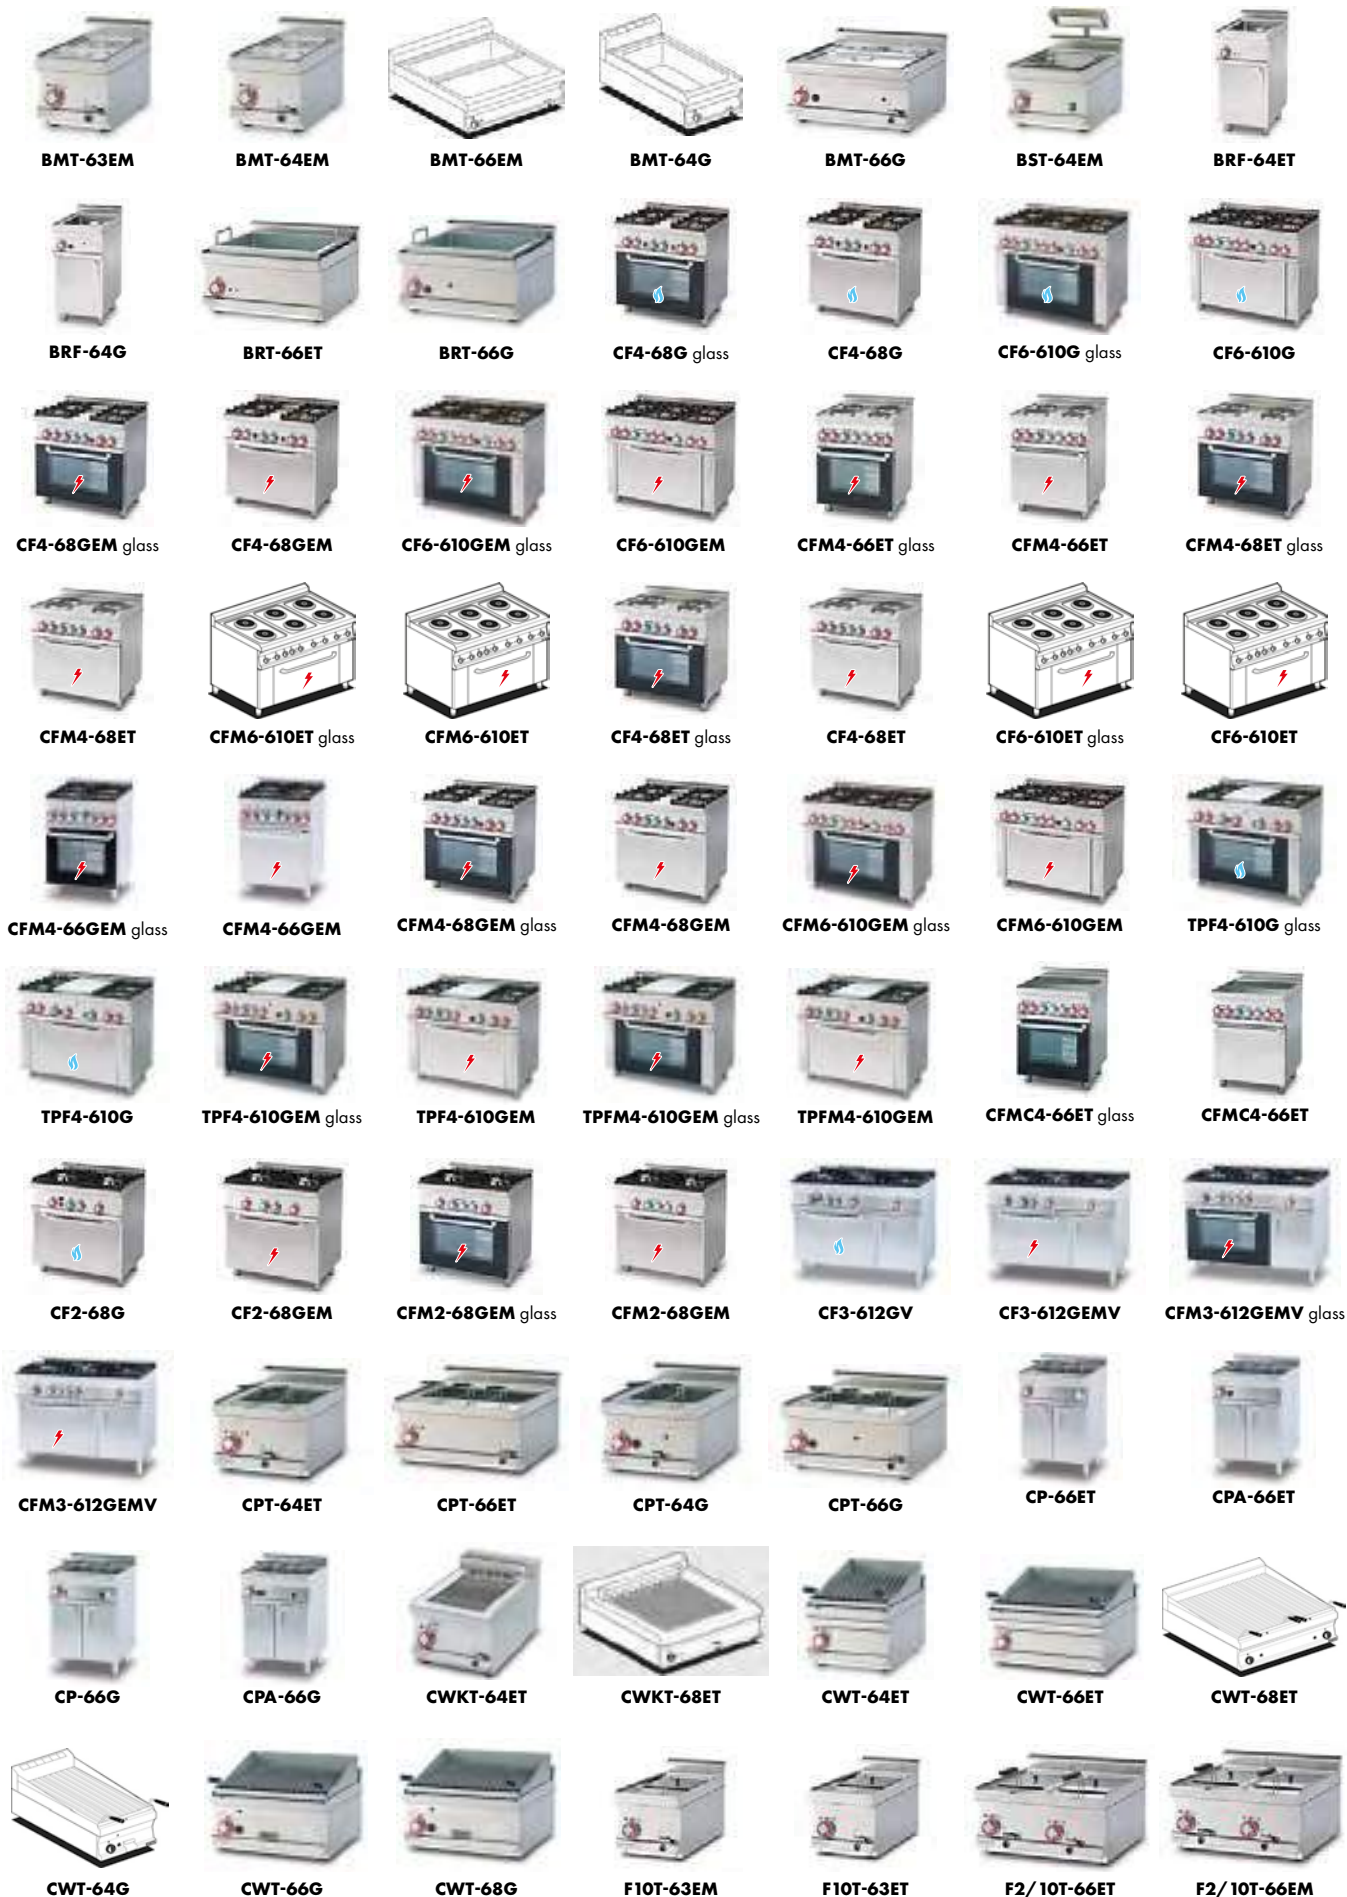 BMT-63EM BMT-64EM BMT-66EM BMT-64G BMT-66G BST-64EM BRF-64ET
BRF-64G BRT-66ET BRT-66G CF4-68G glass CF4-68G CF6-610G glass CF6-610G
CF4-68GEM glass CF4-68GEM CF6-610GEM glass CF6-610GEM CFM4-66ET glass CFM4-66ET CFM4-68ET glass
CFM4-68ET CFM6-610ET glass CFM6-610ET CF4-68ET glass CF4-68ET CF6-610ET glass CF6-610ET
CFM4-66GEM glass CFM4-66GEM CFM4-68GEM glass CFM4-68GEM CFM6-610GEM glass CFM6-610GEM TPF4-610G glass
TPF4-610G TPF4-610GEM glass TPF4-610GEM TPFM4-610GEM glass TPFM4-610GEM CFMC4-66ET glass CFMC4-66ET
CF2-68G CF2-68GEM CFM2-68GEM glass CFM2-68GEM CF3-612GV CF3-612GEMV CFM3-612GEMV glass
CFM3-612GEMV CPT-64ET CPT-66ET CPT-64G CPT-66G CP-66ET CPA-66ET
CP-66G CPA-66G CWKT-64ET CWKT-68ET CWT-64ET CWT-66ET CWT-68ET
CWT-64G CWT-66G CWT-68G F10T-63EM F10T-63ET F2/10T-66ET F2/10T-66EM